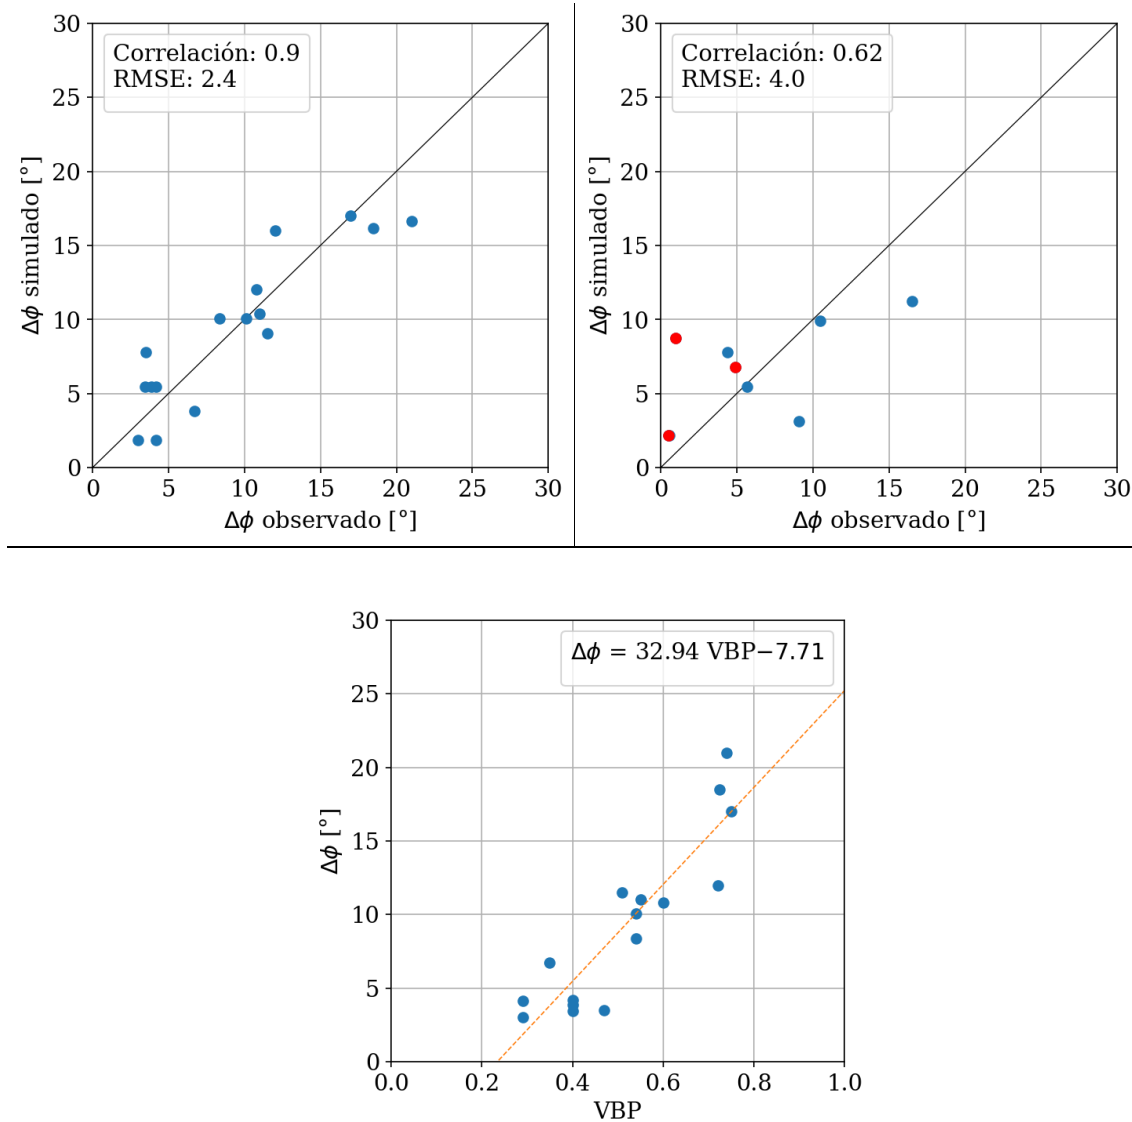 Correlación: 0.9
RMSE: 2.4
30
25
20
15
10
5
0
Δϕ simulado [°]
0 5 10 15 20 25 30
Δϕ observado [°]
Correlación: 0.62
RMSE: 4.0
30
25
20
15
10
5
0
Δϕ simulado [°]
0 5 10 15 20 25 30
Δϕ observado [°]
Δϕ = 32.94 VBP−7.71
30
25
20
15
10
5
0
Δϕ [°]
0.0 0.2 0.4 0.6 0.8 1.0
VBP